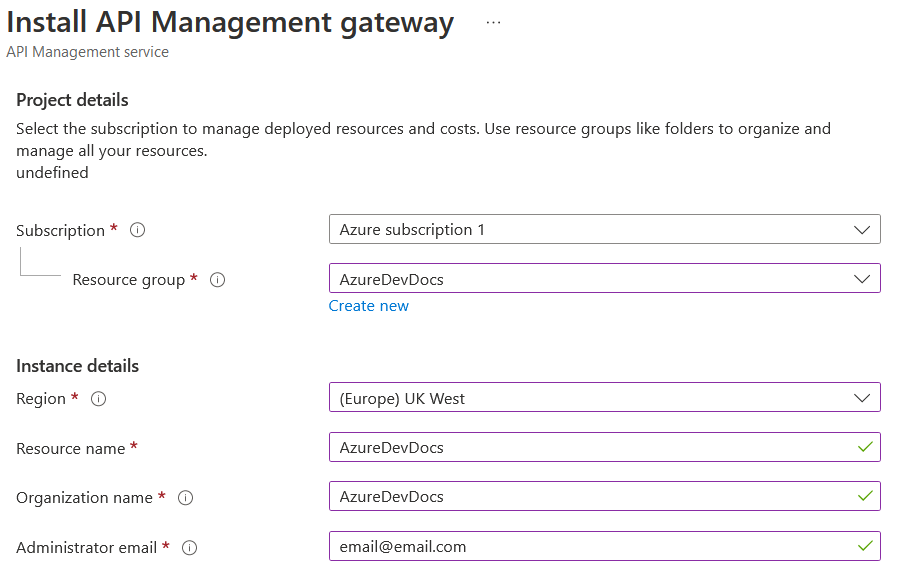 Install API Management gateway ...
API Management service
Project details
Select the subscription to manage deployed resources and costs. Use resource groups like folders to organize and
manage all your resources.
undefined
Subscription * Azure subscription 1
Resource group * AzureDevDocs
Create new
Instance details
Region * (Europe) UK West
Resource name * AzureDevDocs
Organization name * AzureDevDocs
Administrator email * email@email.com